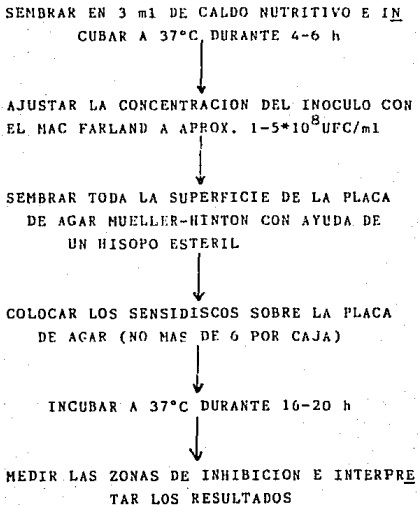 SEMBRAR EN 3 ml DE CALDO NUTRITIVO E IN
CUBAR A 37°C DURANTE 4-6 h
AJUSTAR LA CONCENTRACION DEL INOCULO CON
EL MAC FARLAND A APROX. 1-5*10⁸UFC/ml
SEMBRAR TODA LA SUPERFICIE DE LA PLACA
DE AGAR MUELLER-HINTON CON AYUDA DE
UN HISOPO ESTERIL
COLOCAR LOS SENSIDISCOS SOBRE LA PLACA
DE AGAR (NO MAS DE 6 POR CAJA)
INCUBAR A 37°C DURANTE 16-20 h
MEDIR LAS ZONAS DE INHIBICION E INTERPRE
TAR LOS RESULTADOS